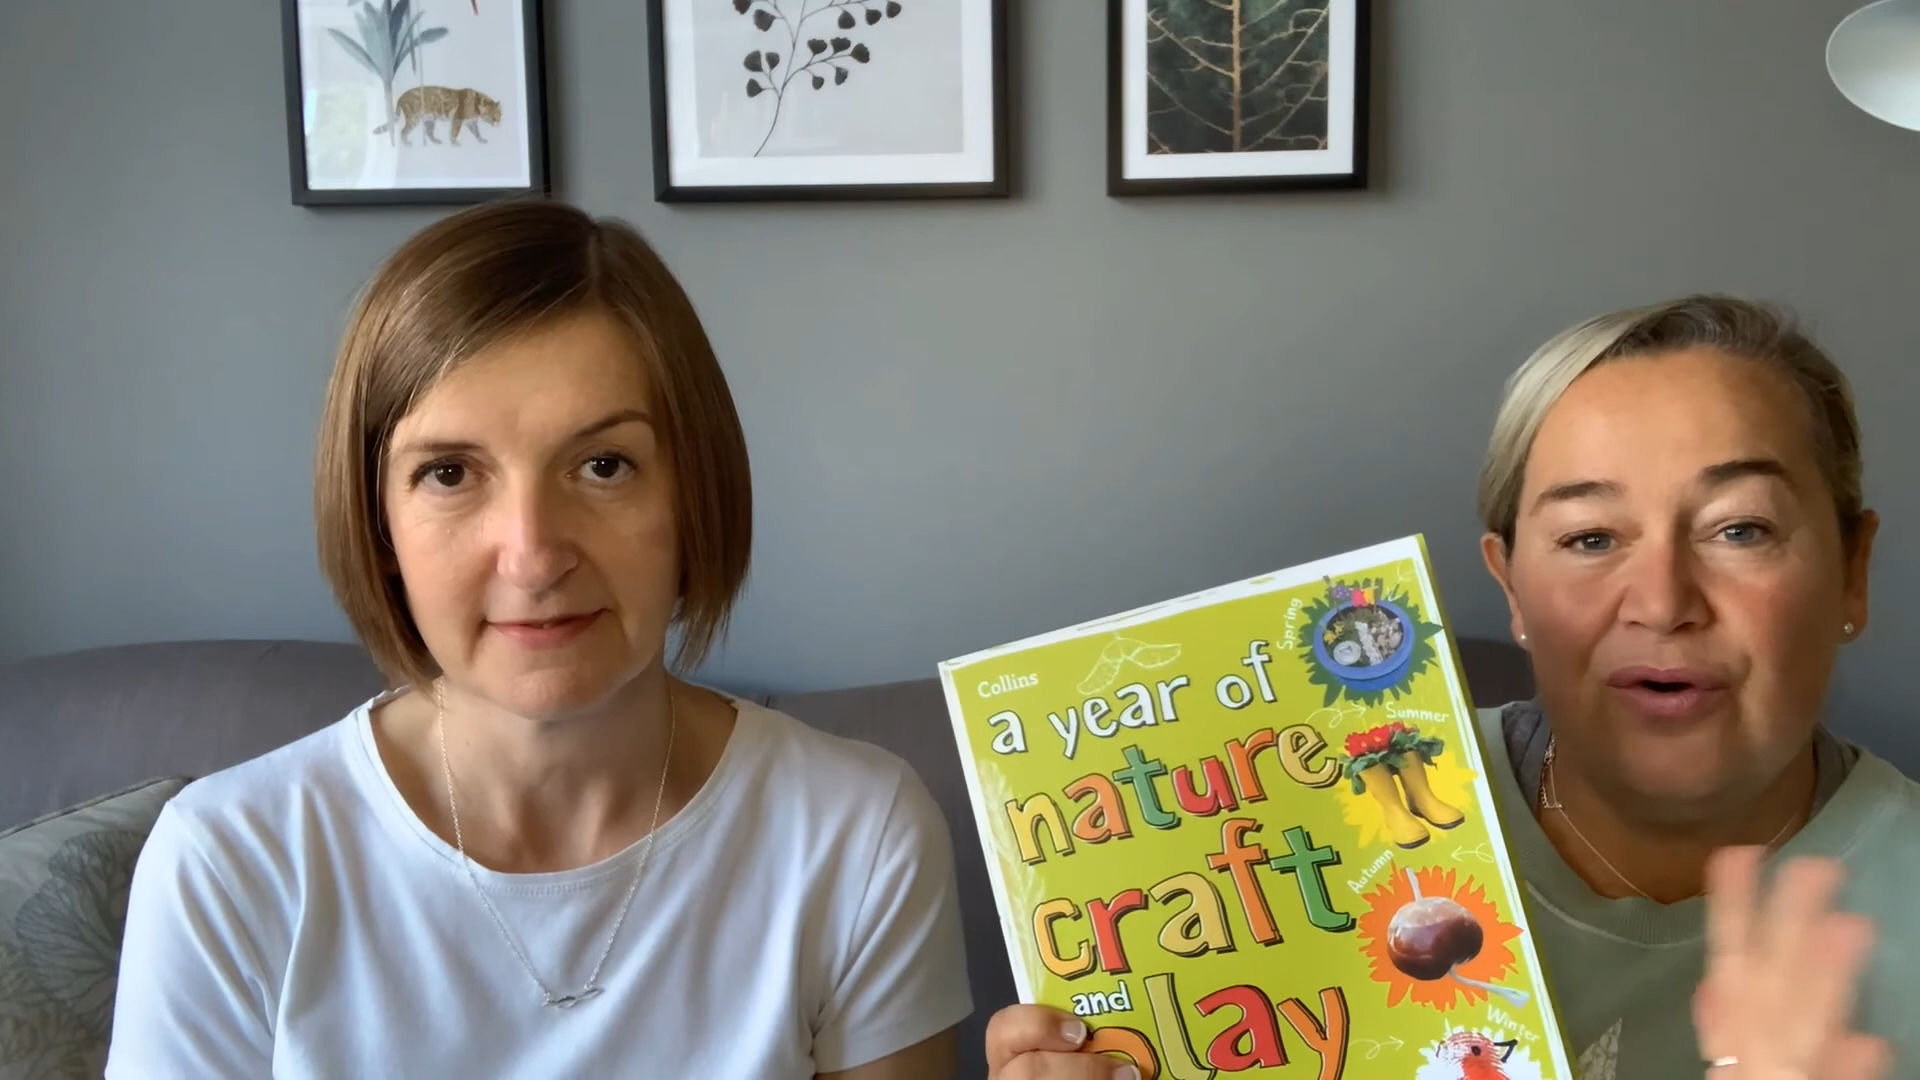 Collins
a year of
nature
craft
and
play
Spring
Summer
Autumn
Winter